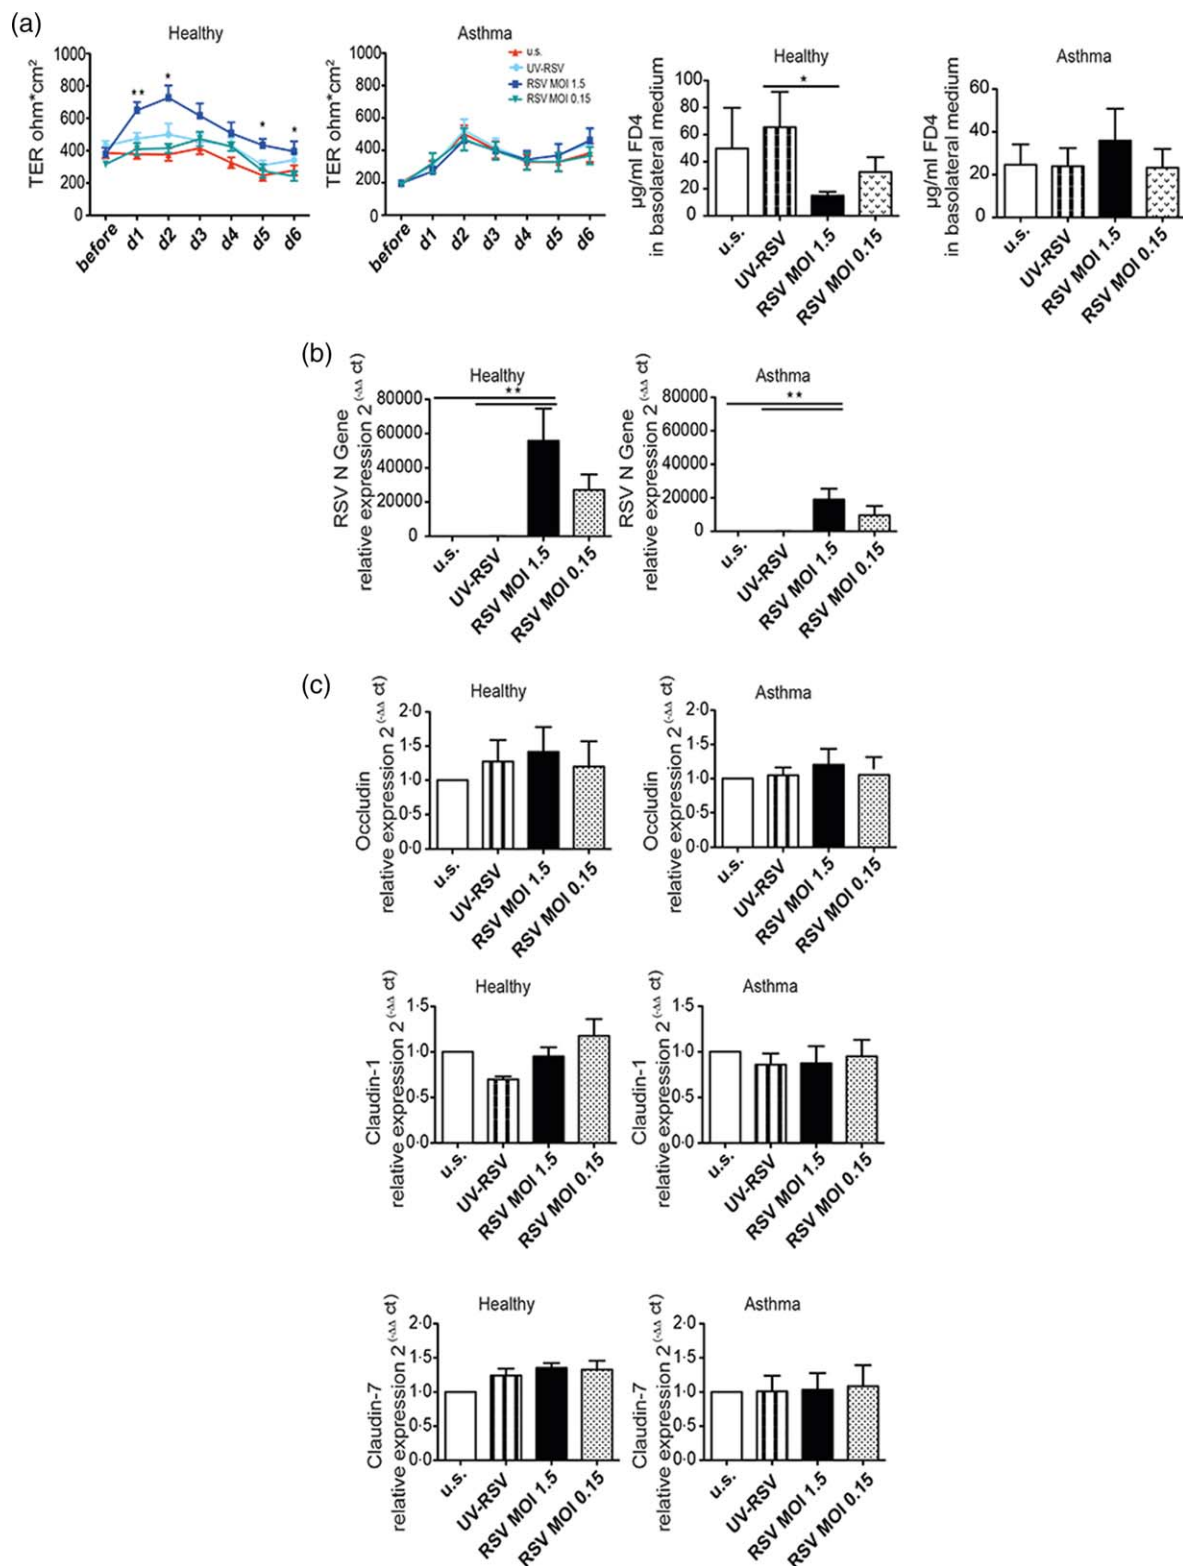 (a)
Healthy
TER ohm*cm²
1000
800
600
400
200
0
** * * *
before d1 d2 d3 d4 d5 d6
Asthma
TER ohm*cm²
1000
800
600
400
200
0
u.s.
UV-RSV
RSV MOI 1.5
RSV MOI 0.15
before d1 d2 d3 d4 d5 d6
Healthy
µg/ml FD4
in basolateral medium
100
80
60
40
20
0
*
u.s. UV-RSV RSV MOI 1.5 RSV MOI 0.15
Asthma
µg/ml FD4
in basolateral medium
60
40
20
0
u.s. UV-RSV RSV MOI 1.5 RSV MOI 0.15
(b)
Healthy
RSV N Gene
relative expression 2(-ΔΔ ct)
80000
60000
40000
20000
0
**
u.s. UV-RSV RSV MOI 1.5 RSV MOI 0.15
Asthma
RSV N Gene
relative expression 2(-ΔΔ ct)
80000
60000
40000
20000
0
**
u.s. UV-RSV RSV MOI 1.5 RSV MOI 0.15
(c)
Healthy
Occludin
relative expression 2(-ΔΔ ct)
2·0
1·5
1·0
0·5
0·0
u.s. UV-RSV RSV MOI 1.5 RSV MOI 0.15
Asthma
Occludin
relative expression 2(-ΔΔ ct)
2·0
1·5
1·0
0·5
0·0
u.s. UV-RSV RSV MOI 1.5 RSV MOI 0.15
Healthy
Claudin-1
relative expression 2(-ΔΔ ct)
1·5
1·0
0·5
0·0
u.s. UV-RSV RSV MOI 1.5 RSV MOI 0.15
Asthma
Claudin-1
relative expression 2(-ΔΔ ct)
1·5
1·0
0·5
0·0
u.s. UV-RSV RSV MOI 1.5 RSV MOI 0.15
Healthy
Claudin-7
relative expression 2(-ΔΔ ct)
2·0
1·5
1·0
0·5
0·0
u.s. UV-RSV RSV MOI 1.5 RSV MOI 0.15
Asthma
Claudin-7
relative expression 2(-ΔΔ ct)
2·0
1·5
1·0
0·5
0·0
u.s. UV-RSV RSV MOI 1.5 RSV MOI 0.15